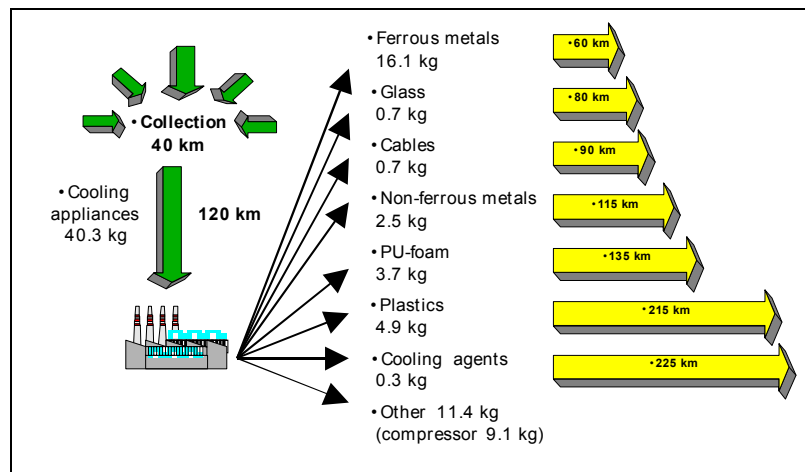 •Collection
40 km
•Cooling
appliances
40.3 kg
120 km
•Ferrous metals
16.1 kg
•60 km
•Glass
0.7 kg
•80 km
•Cables
0.7 kg
•90 km
•Non-ferrous metals
2.5 kg
•115 km
•PU-foam
3.7 kg
•135 km
•Plastics
4.9 kg
•215 km
•Cooling agents
0.3 kg
•225 km
•Other 11.4 kg
(compressor 9.1 kg)